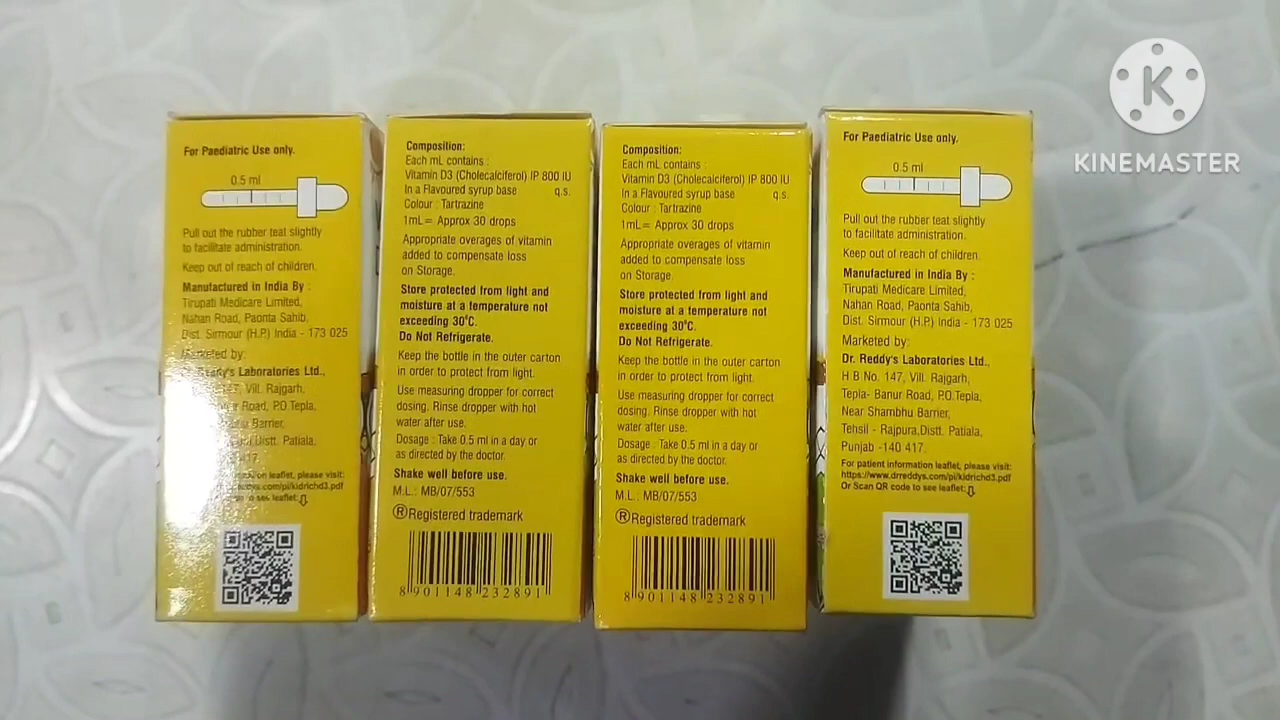 For Paediatric Use only.
0.5 ml
Pull out the rubber teat slightly
to facilitate administration.
Keep out of reach of children.
Manufactured in India By :
Tirupati Medicare Limited,
Nahan Road, Paonta Sahib,
Dist. Sirmour (H.P.) India - 173 025
Marketed by:
Reddy's Laboratories Ltd.,
147, Vill. Rajgarh,
Road, P.O.Tepla,
Barrier,
Distt. Patiala,
417.
leaflet, please visit:
to see leaflet:
Composition:
Each mL contains :
Vitamin D3 (Cholecalciferol) IP 800 IU
In a Flavoured syrup base q.s.
Colour : Tartrazine
1mL= Approx 30 drops
Appropriate overages of vitamin
added to compensate loss
on Storage.
Store protected from light and
moisture at a temperature not
exceeding 30°C.
Do Not Refrigerate.
Keep the bottle in the outer carton
in order to protect from light.
Use measuring dropper for correct
dosing. Rinse dropper with hot
water after use.
Dosage : Take 0.5 ml in a day or
as directed by the doctor.
Shake well before use.
M.L.: MB/07/553
®Registered trademark
8 901148 232891
Composition:
Each mL contains :
Vitamin D3 (Cholecalciferol) IP 800 IU
In a Flavoured syrup base q.s.
Colour : Tartrazine
1mL= Approx 30 drops
Appropriate overages of vitamin
added to compensate loss
on Storage.
Store protected from light and
moisture at a temperature not
exceeding 30°C.
Do Not Refrigerate.
Keep the bottle in the outer carton
in order to protect from light.
Use measuring dropper for correct
dosing. Rinse dropper with hot
water after use.
Dosage : Take 0.5 ml in a day or
as directed by the doctor.
Shake well before use.
M.L.: MB/07/553
®Registered trademark
8 901148 232891
For Paediatric Use only.
0.5 ml
Pull out the rubber teat slightly
to facilitate administration.
Keep out of reach of children.
Manufactured in India By :
Tirupati Medicare Limited,
Nahan Road, Paonta Sahib,
Dist. Sirmour (H.P.) India - 173 025
Marketed by:
Dr. Reddy's Laboratories Ltd.,
H B No. 147, Vill. Rajgarh,
Tepla- Banur Road, P.O.Tepla,
Near Shambhu Barrier,
Tehsil - Rajpura,Distt. Patiala,
Punjab -140 417.
For patient information leaflet, please visit:
https://www.drreddys.com/pi/kidrichd3.pdf
Or Scan QR code to see leaflet:
K
KINEMASTER